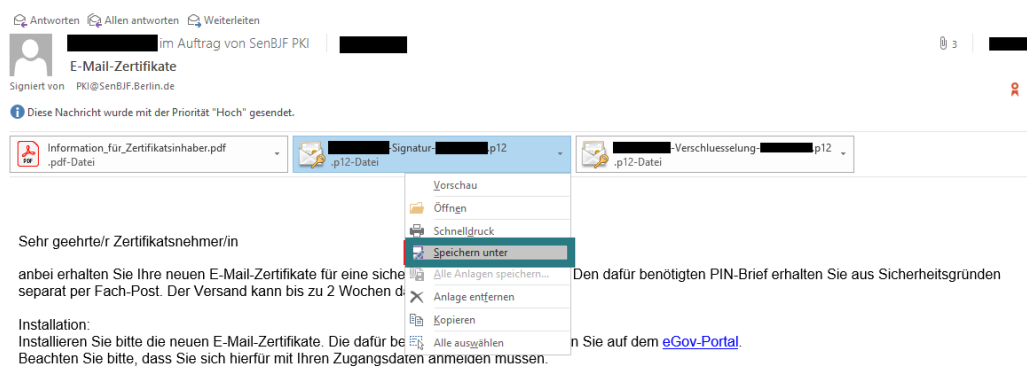 Antworten Allen antworten Weiterleiten
im Auftrag von SenBJF PKI
3
E-Mail-Zertifikate
Signiert von PKI@SenBJF.Berlin.de
Diese Nachricht wurde mit der Priorität "Hoch" gesendet.
Information_für_Zertifikatsinhaber.pdf
.pdf-Datei
-Signatur- .p12
.p12-Datei
-Verschluesselung- .p12
.p12-Datei
Vorschau
Öffnen
Schnelldruck
Speichern unter
Alle Anlagen speichern...
Anlage entfernen
Kopieren
Alle auswählen
Sehr geehrte/r Zertifikatsnehmer/in
anbei erhalten Sie Ihre neuen E-Mail-Zertifikate für eine siche Den dafür benötigten PIN-Brief erhalten Sie aus Sicherheitsgründen
separat per Fach-Post. Der Versand kann bis zu 2 Wochen d
Installation:
Installieren Sie bitte die neuen E-Mail-Zertifikate. Die dafür be n Sie auf dem eGov-Portal.
Beachten Sie bitte, dass Sie sich hierfür mit Ihren Zugangsdaten anmelden müssen.